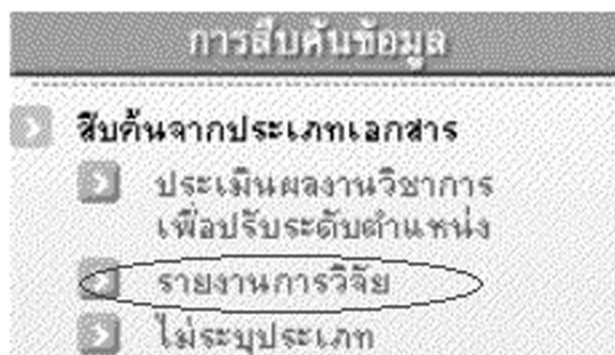 การสืบค้นข้อมูล
สืบค้นจากประเภทเอกสาร
ประเมินผลงานวิชาการ
เพื่อปรับระดับตำแหน่ง
รายงานการวิจัย
ไม่ระบุประเภท